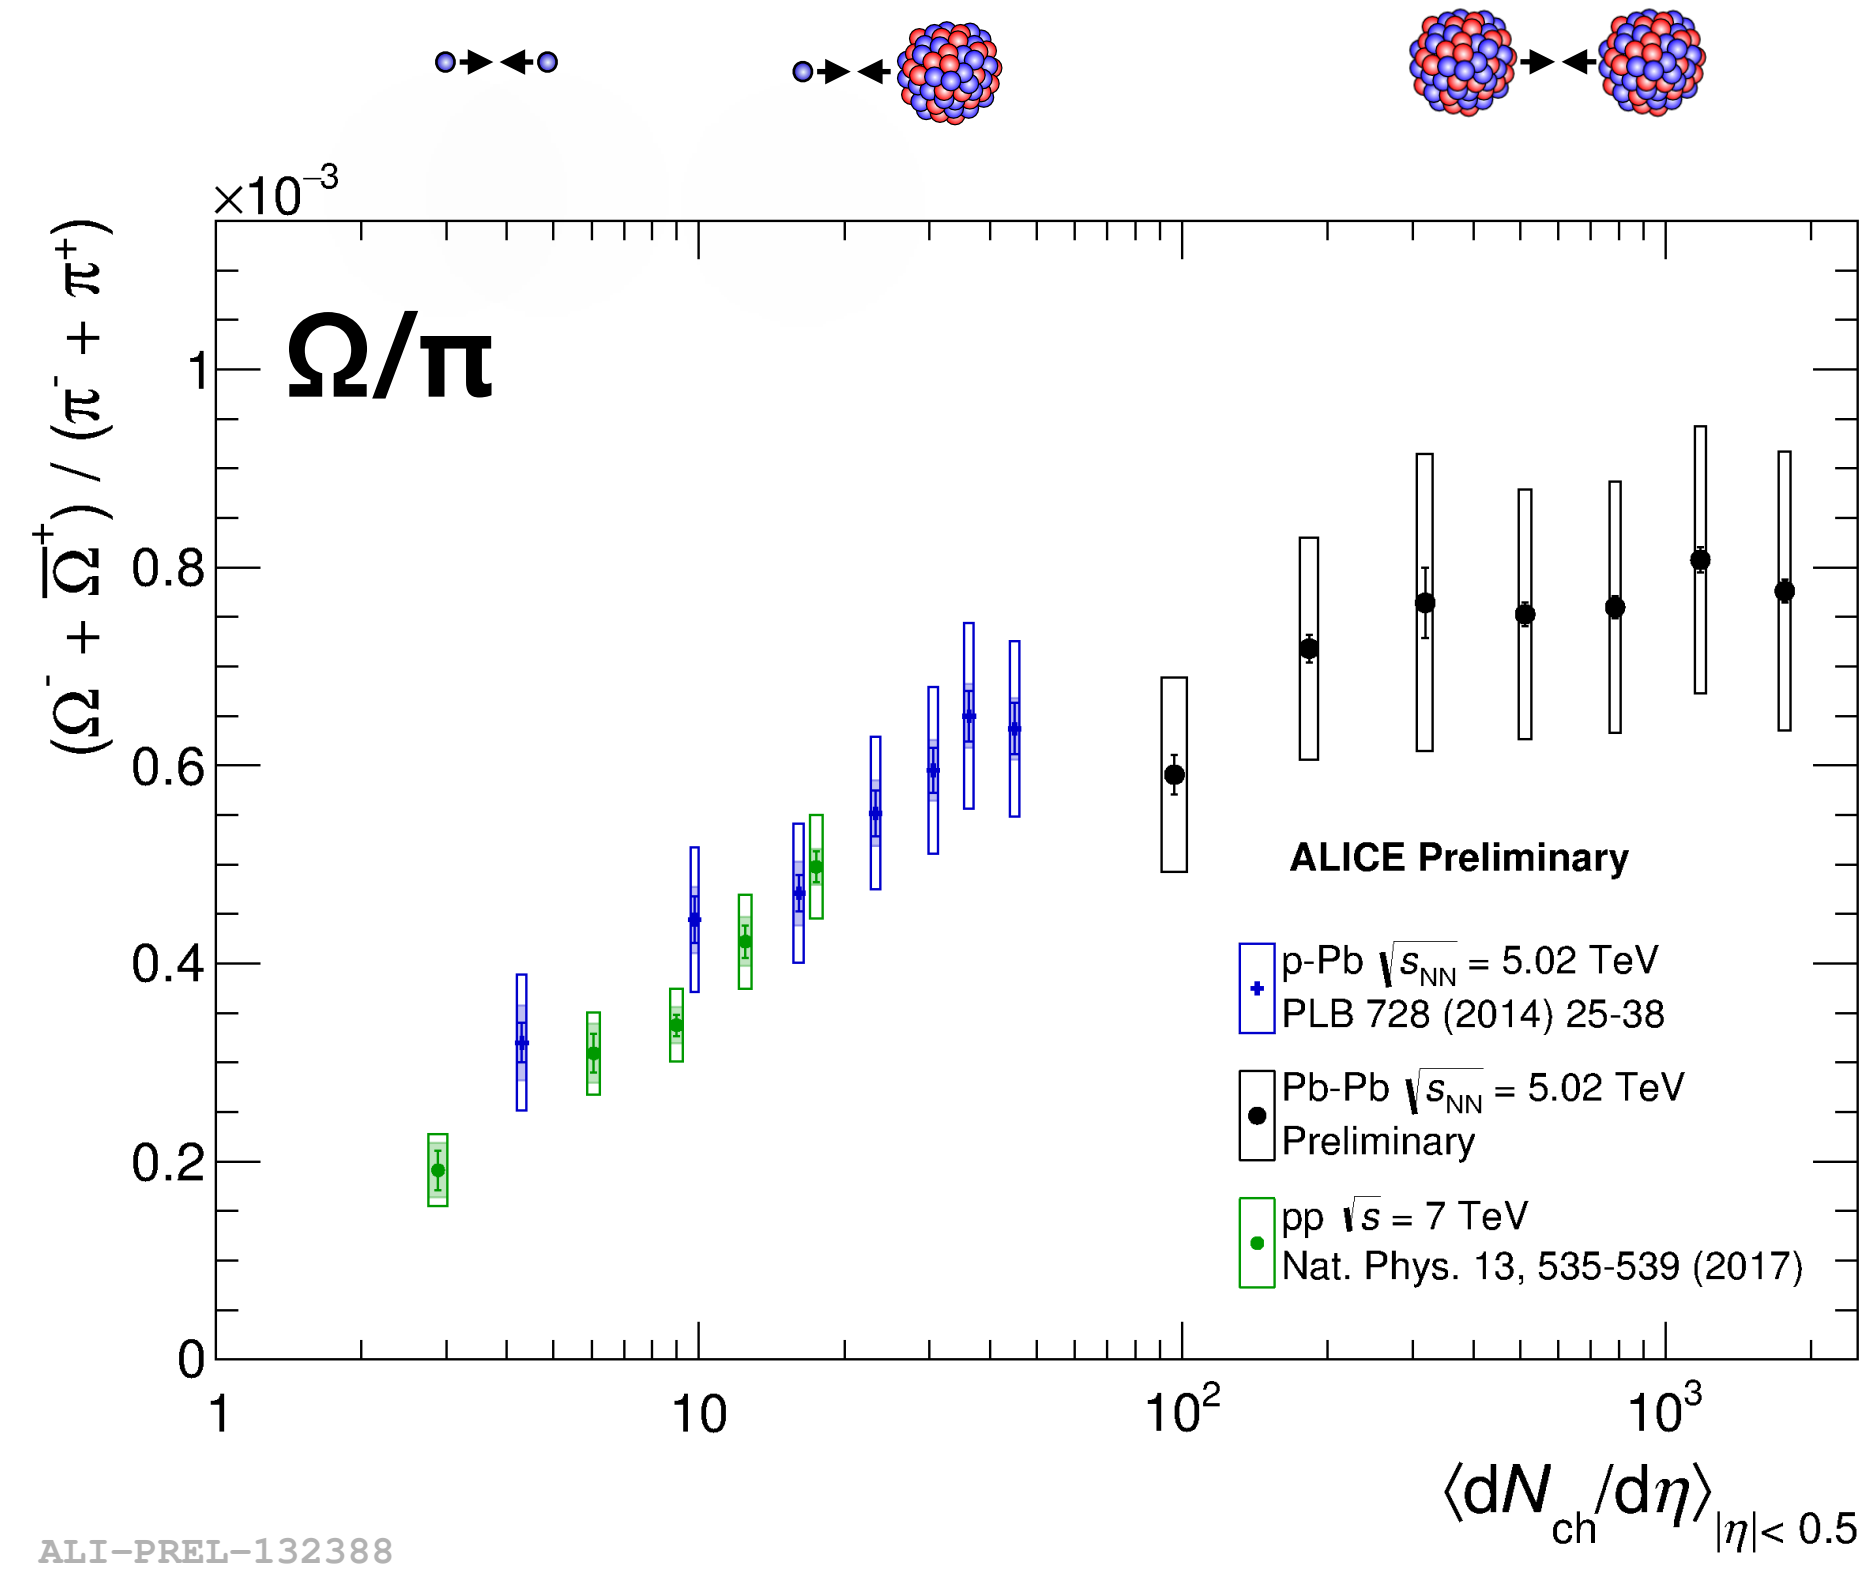 ×10⁻³
(Ω⁻ + Ω̅⁺) / (π⁻ + π⁺)
Ω/π
1
0.8
0.6
0.4
0.2
0
ALICE Preliminary
p-Pb √sNN = 5.02 TeV
PLB 728 (2014) 25-38
Pb-Pb √sNN = 5.02 TeV
Preliminary
pp √s = 7 TeV
Nat. Phys. 13, 535-539 (2017)
1 10 10² 10³
⟨dNch/dη⟩|η|< 0.5
ALI-PREL-132388